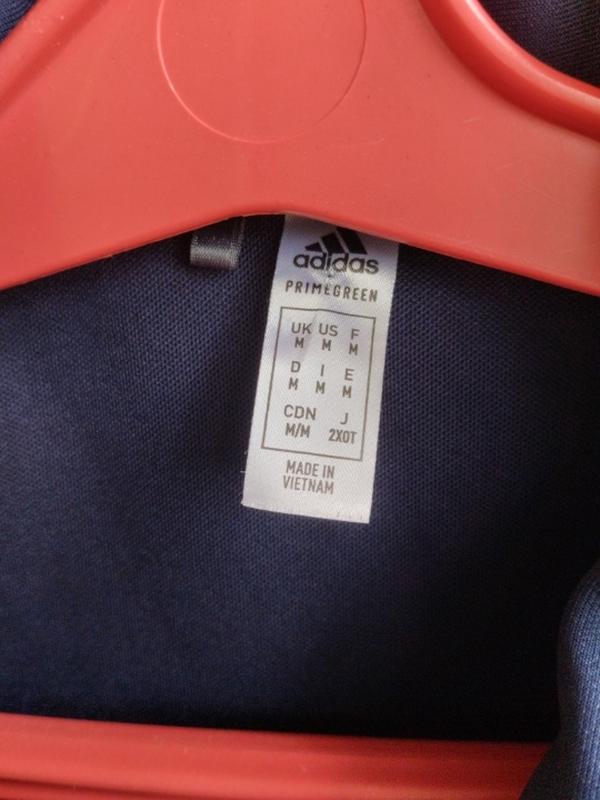 adidas
PRIMEGREEN
UK US F
M M M
D I E
M M M
CDN J
M/M 2XOT
MADE IN
VIETNAM